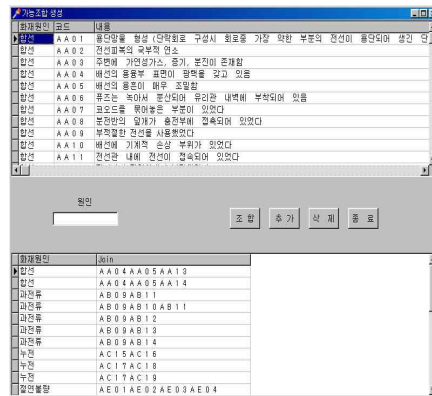 기능조합 생성
화재원인 코드 내용
합선 AA01 용단망울 형성(단락회로 구성시 회로중 가장 약한 부분의 전선이 용단되어 생긴 단
합선 AA02 전선피복의 국부적 연소
합선 AA03 주변에 가연성가스, 증기, 분진이 존재함
합선 AA04 배선의 용융부 표면이 광택을 갖고 있음
합선 AA05 배선의 용흔이 매우 조밀함
합선 AA06 퓨즈는 녹아서 분산되어 유리관 내벽에 부착되어 있음
합선 AA07 코오드를 묶어놓은 부분이 있었다
합선 AA08 분전반의 덮개가 충전부에 접촉되어 있었다
합선 AA09 부적절한 전선을 사용했었다
합선 AA10 배선에 기계적 손상 부위가 있었다
합선 AA11 전선관 내에 전선이 접속되어 있었다
원인
조 합 추 가 삭 제 종 료
화재원인 Join
합선 AA04AA05AA13
합선 AA04AA05AA14
과전류 AB09AB11
과전류 AB09AB10AB11
과전류 AB09AB12
과전류 AB09AB13
과전류 AB09AB14
누전 AC15AC16
누전 AC17AC18
누전 AC17AC19
절연불량 AE01AE02AE03AE04